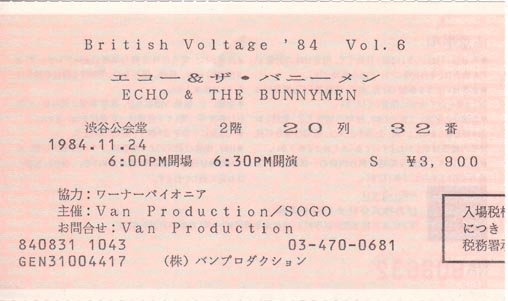 British Voltage '84 Vol.6
エコー&ザ・バニーメン
ECHO & THE BUNNYMEN
渋谷公会堂 2階 20列 32番
1984.11.24
6:00PM開場 6:30PM開演 S ¥3,900
協力:ワーナーパイオニア
主催:Van Production/SOGO
お問合せ:Van Production
入場税相
につき
税務署承
840831 1043 03-470-0681
GEN31004417 (株)バンプロダクション